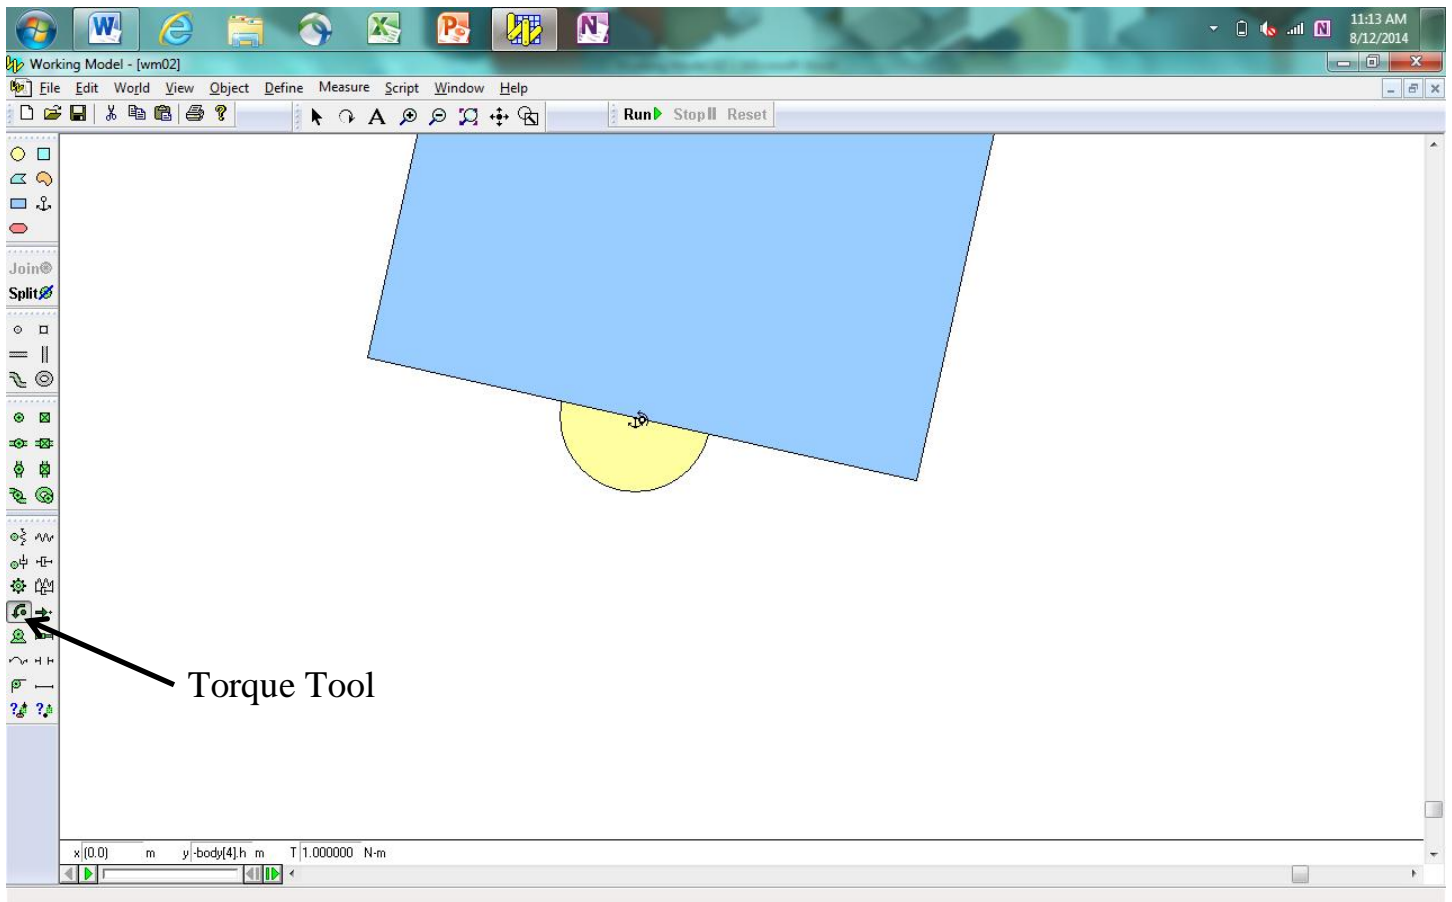 11:13 AM
8/12/2014
Working Model - [wm02]
File Edit World View Object Define Measure Script Window Help
Run Stop Reset
Join
Split
Torque Tool
x (0.0) m y -body[4].h m T 1.000000 N-m